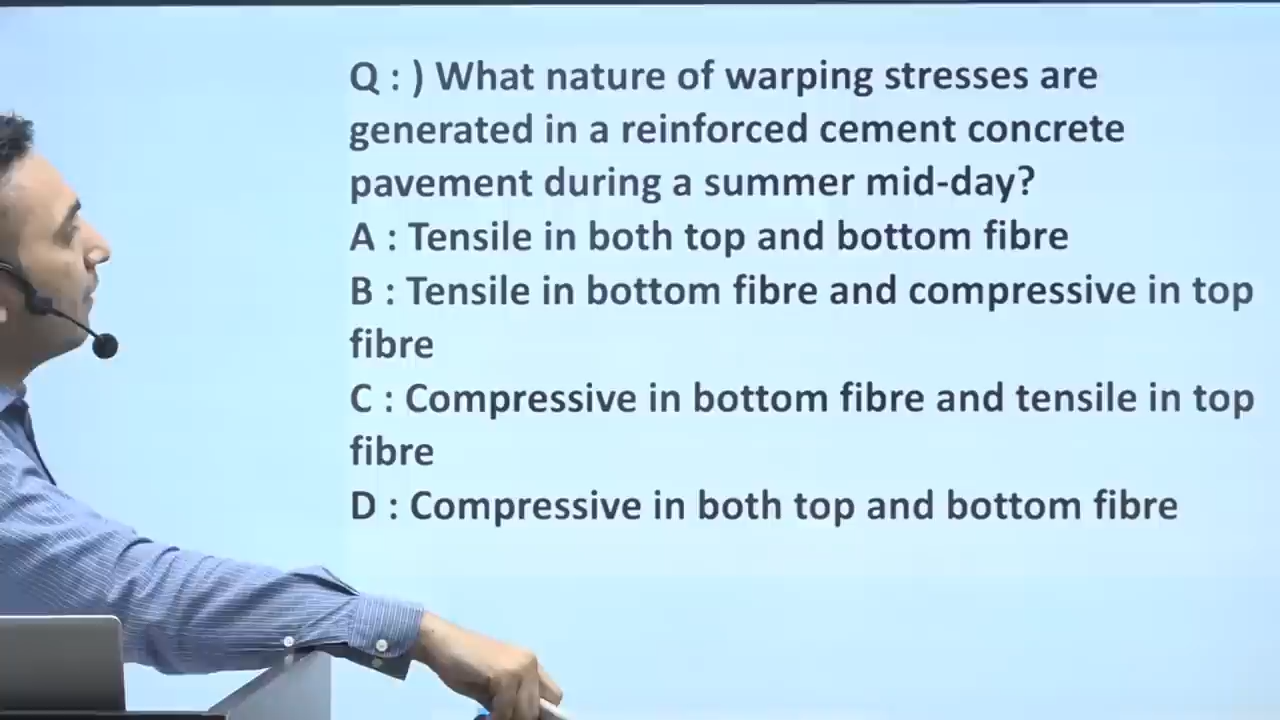 Q : ) What nature of warping stresses are
generated in a reinforced cement concrete
pavement during a summer mid-day?
A : Tensile in both top and bottom fibre
B : Tensile in bottom fibre and compressive in top
fibre
C : Compressive in bottom fibre and tensile in top
fibre
D : Compressive in both top and bottom fibre